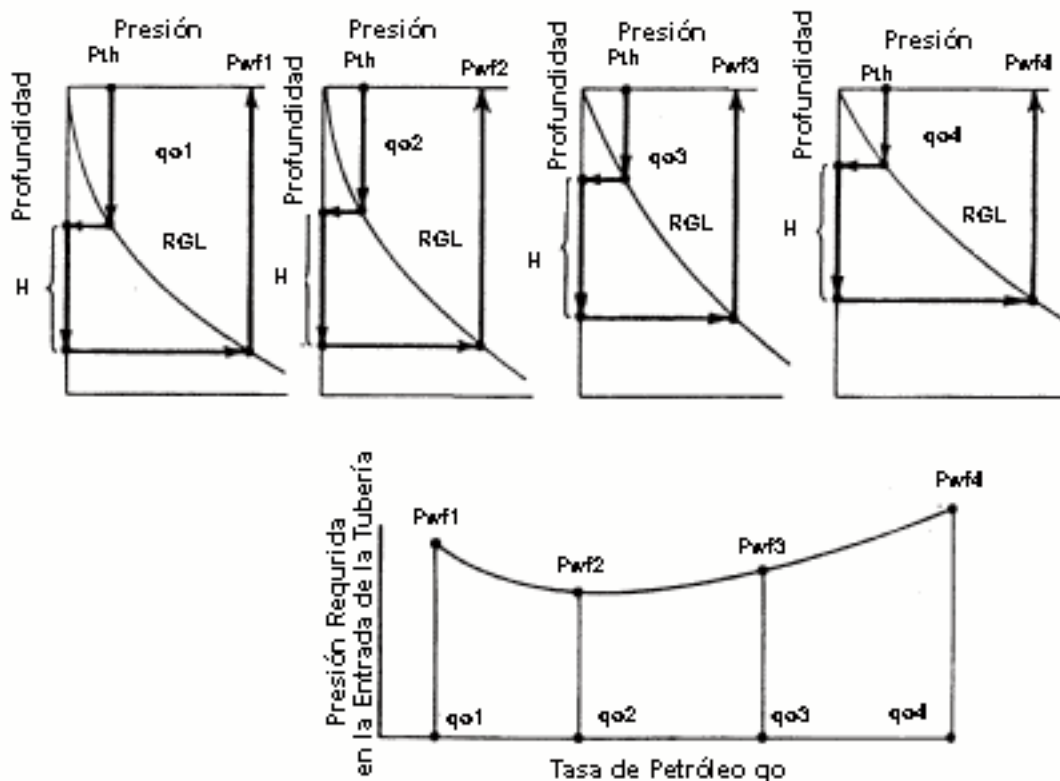 Presión
Pth
Pwf1
Profundidad
qo1
RGL
H
Presión
Pth
Pwf2
Profundidad
qo2
RGL
H
Presión
Pth
Pwf3
Profundidad
qo3
RGL
H
Presión
Pth
Pwf4
Profundidad
qo4
RGL
H
Presión Requrida
en la Entrada de la Tubería
Pwf1
Pwf2
Pwf3
Pwf4
qo1
qo2
qo3
qo4
Tasa de Petróleo qo